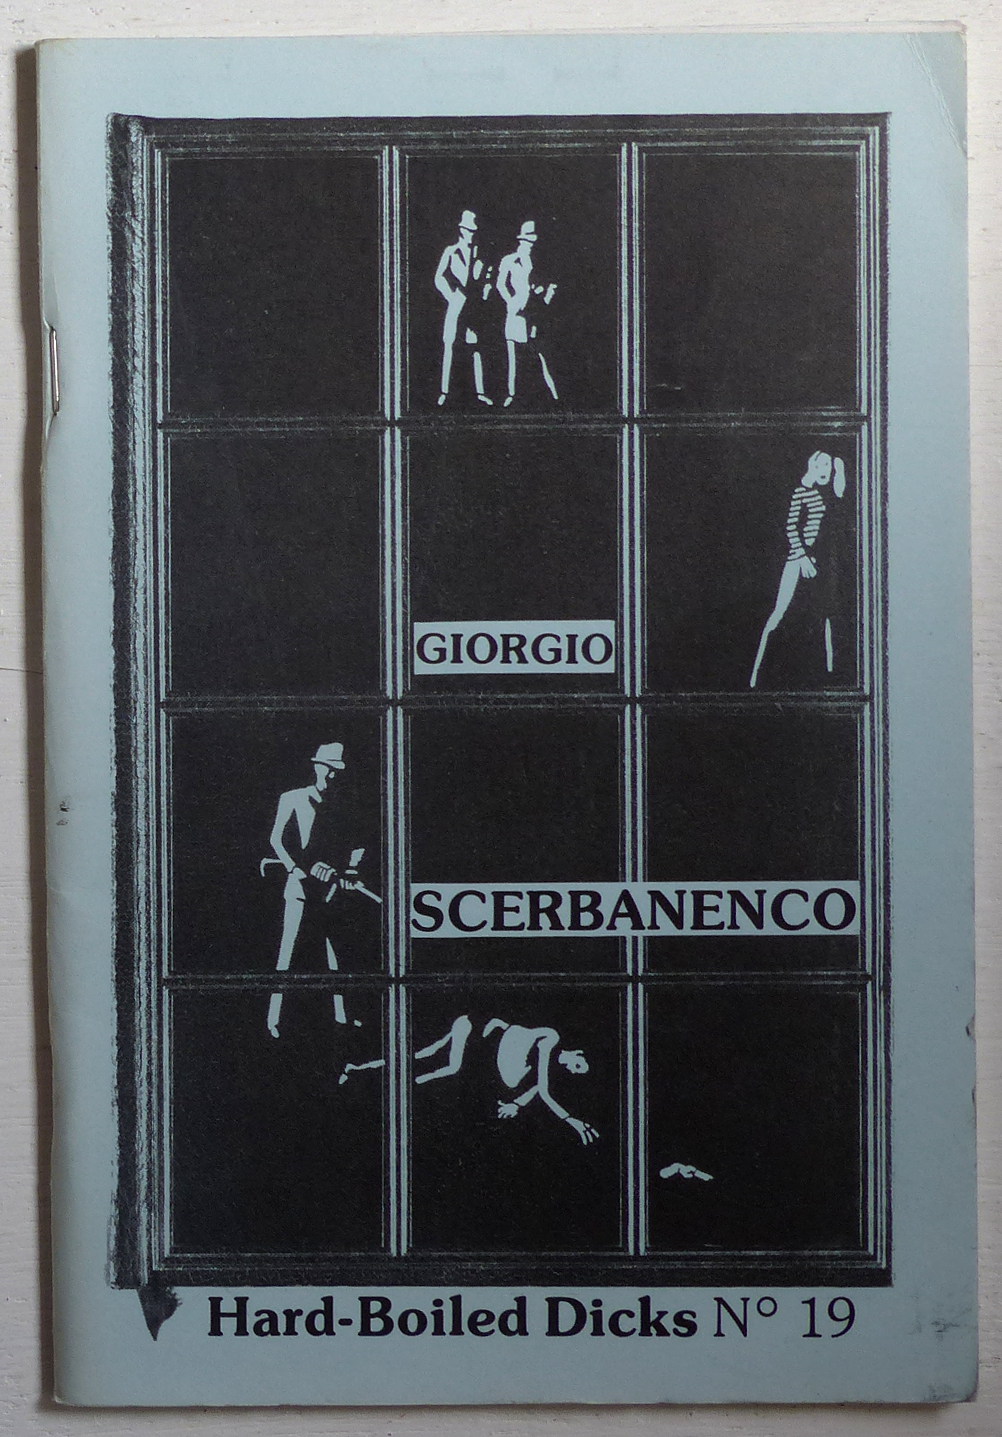 GIORGIO
SCERBANENCO
Hard-Boiled Dicks N° 19